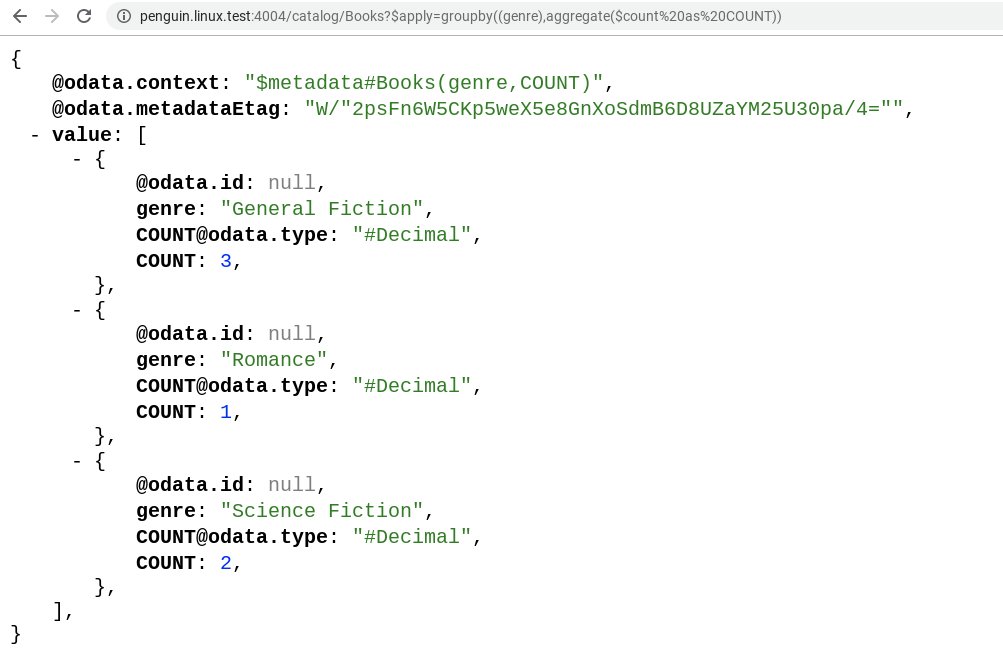 penguin.linux.test:4004/catalog/Books?$apply=groupby((genre),aggregate($count%20as%20COUNT))
{
@odata.context: "$metadata#Books(genre,COUNT)",
@odata.metadataEtag: "W/"2psFn6W5CKp5weX5e8GnXoSdmB6D8UZaYM25U30pa/4="",
- value: [
- {
@odata.id: null,
genre: "General Fiction",
COUNT@odata.type: "#Decimal",
COUNT: 3,
},
- {
@odata.id: null,
genre: "Romance",
COUNT@odata.type: "#Decimal",
COUNT: 1,
},
- {
@odata.id: null,
genre: "Science Fiction",
COUNT@odata.type: "#Decimal",
COUNT: 2,
},
],
}